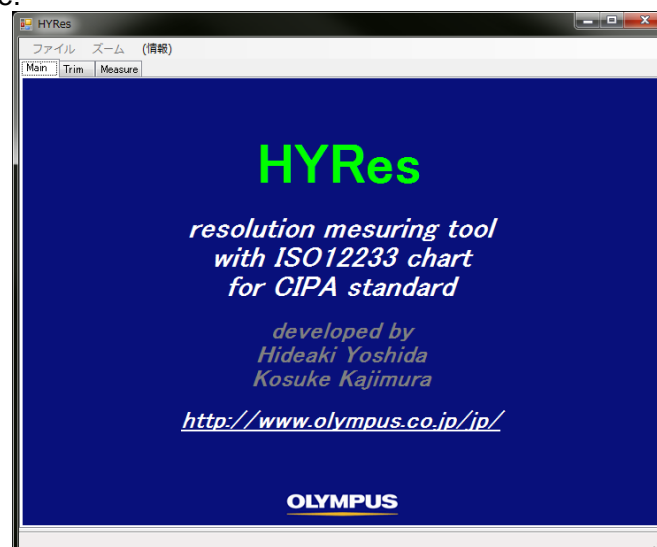 HYRes
ファイル ズーム (情報)
Main Trim Measure
HYRes
resolution mesuring tool
with ISO12233 chart
for CIPA standard
developed by
Hideaki Yoshida
Kosuke Kajimura
http://www.olympus.co.jp/jp/
OLYMPUS